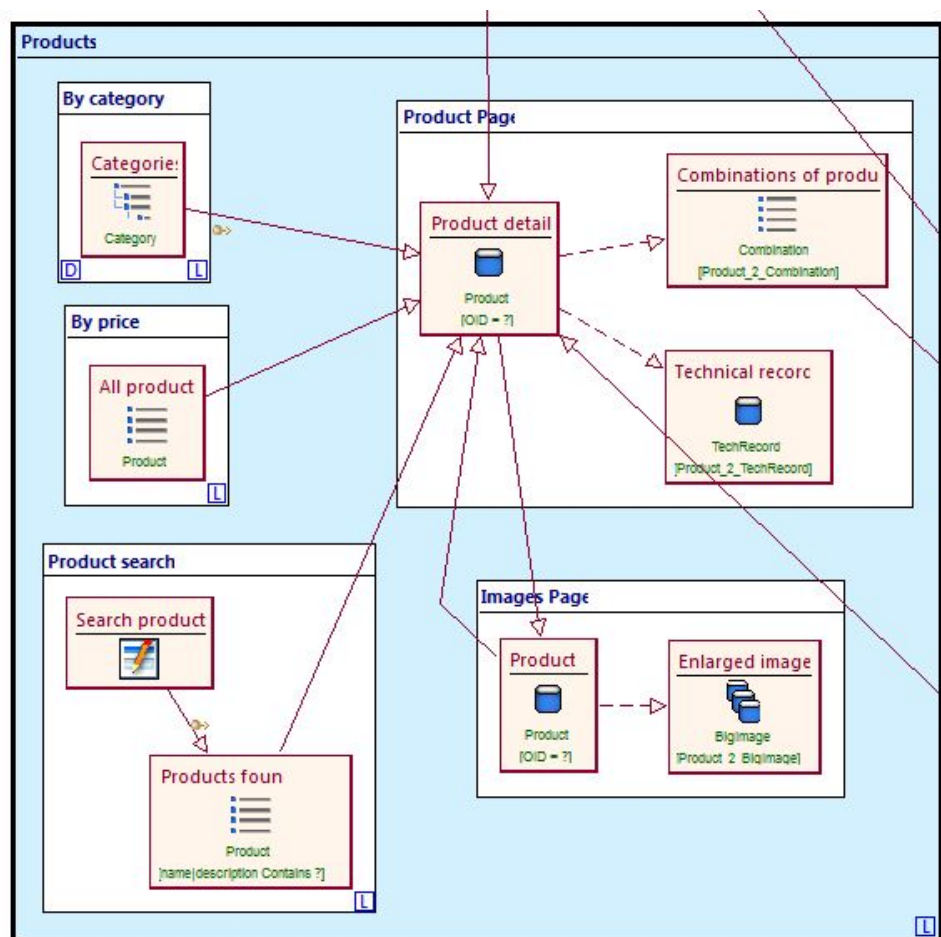 Products
By category
Categories
Category
D
L
By price
All product
Product
L
Product search
Search product
Products foun
Product
[name|description Contains ?]
L
Product Page
Product detail
Product
[OID = ?]
Combinations of produ
Combination
[Product_2_Combination]
Technical recorc
TechRecord
[Product_2_TechRecord]
Images Page
Product
Product
[OID = ?]
Enlarged image
BigImage
[Product_2_BigImage]
L